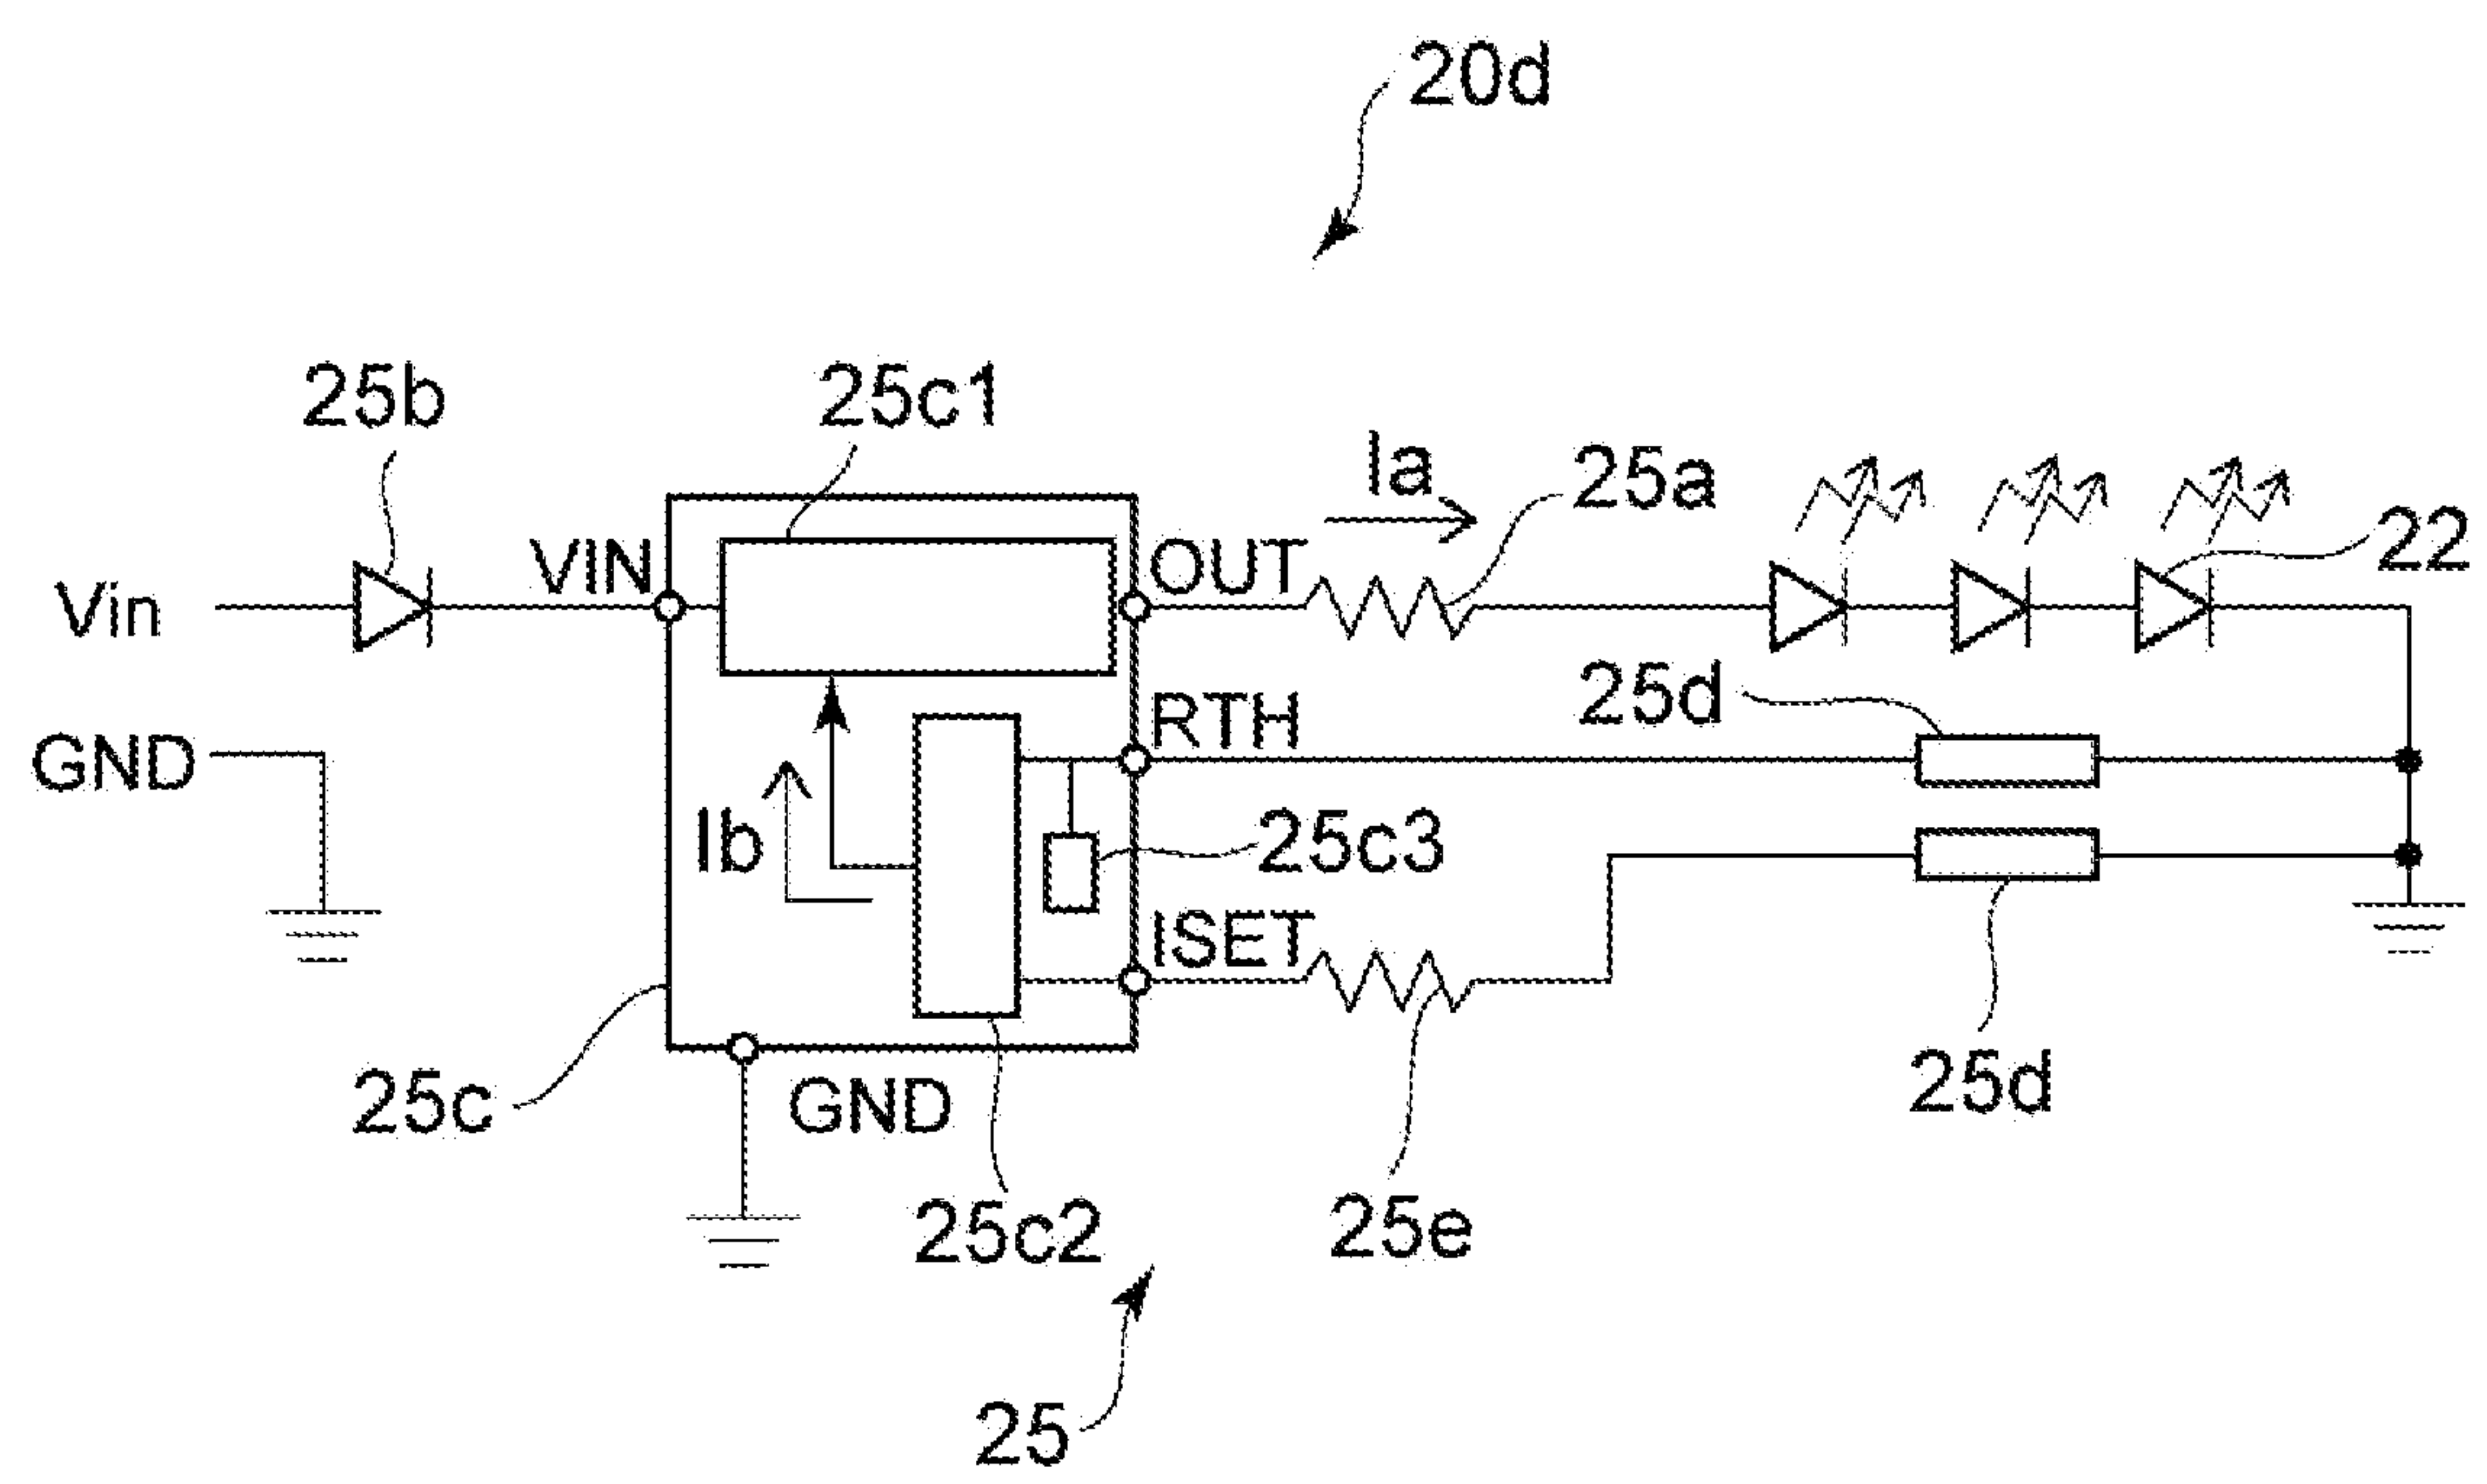 20d
25b
25c1
Ia
25a
22
Vin
VIN
OUT
25d
RTH
GND
Ib
25c3
ISET
25c
GND
25d
25c2
25e
25